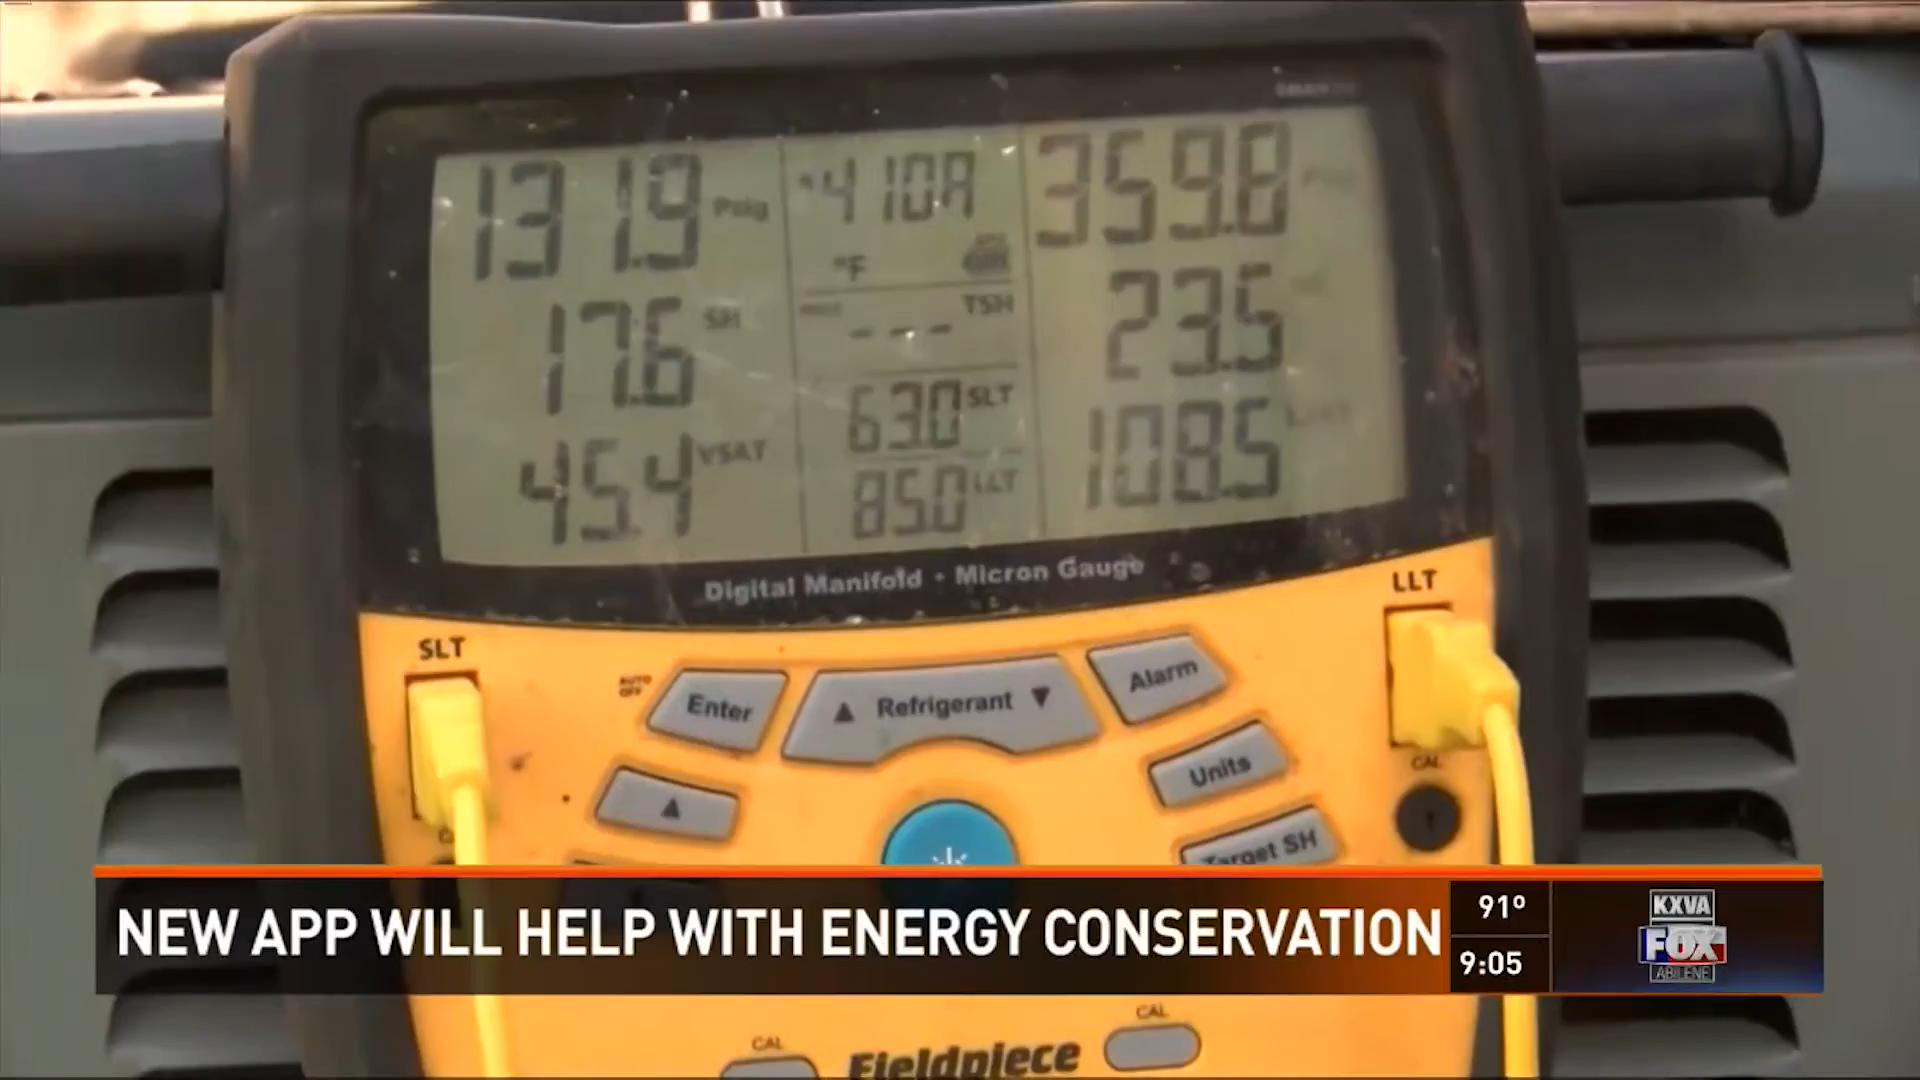 131.9 Psig
17.6 SH
45.4 VSAT
°410A
°F
TSH
---
63.0 SLT
85.0 LLT
359.8
23.5
108.5
Digital Manifold · Micron Gauge
SLT
LLT
AUTO OFF
Enter
▲ Refrigerant ▼
Alarm
▲
Units
Target SH
CAL
NEW APP WILL HELP WITH ENERGY CONSERVATION
91°
9:05
KXVA
FOX
ABILENE
CAL
CAL
Fieldpiece